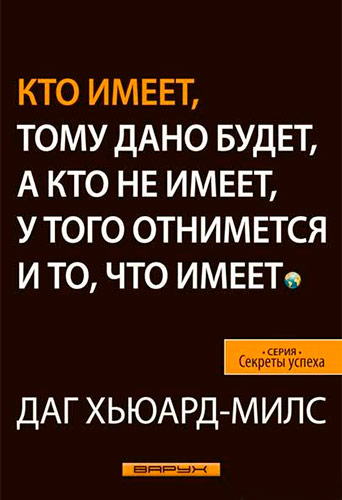 КТО ИМЕЕТ,
ТОМУ ДАНО БУДЕТ,
А КТО НЕ ИМЕЕТ,
У ТОГО ОТНИМЕТСЯ
И ТО, ЧТО ИМЕЕТ
• СЕРИЯ •
Секреты успеха
ДАГ ХЬЮАРД-МИЛС
ВАРУХ